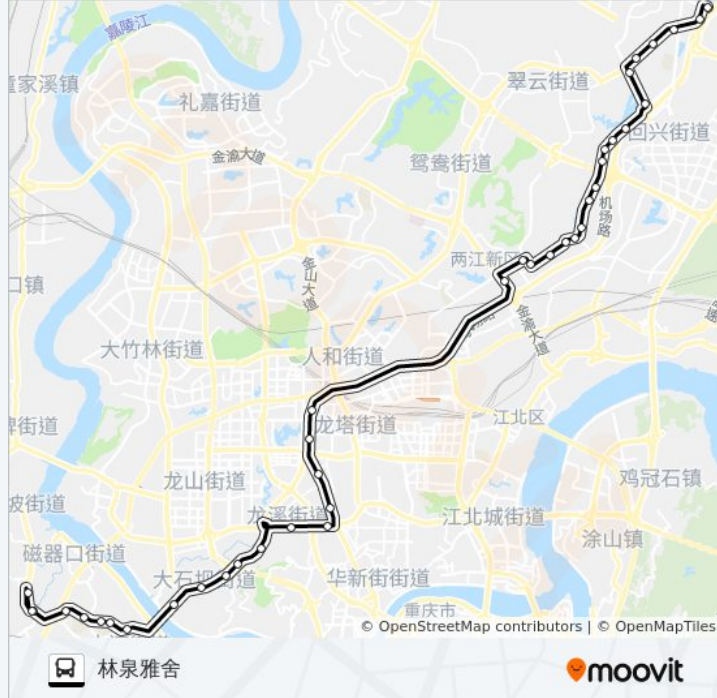 嘉陵江
童家溪镇
礼嘉街道
翠云街道
回兴街道
金渝大道
鸳鸯街道
机场路
两江新区
口镇
金山大道
金渝大道
大竹林街道
人和街道
龙塔街道
江北区
碑街道
龙山街道
鸡冠石镇
坡街道
龙溪街道
江北城街道
涂山镇
磁器口街道
大石坝街道
华新街街道
重庆市
© OpenStreetMap contributors | © OpenMapTiles
林泉雅舍
moovit